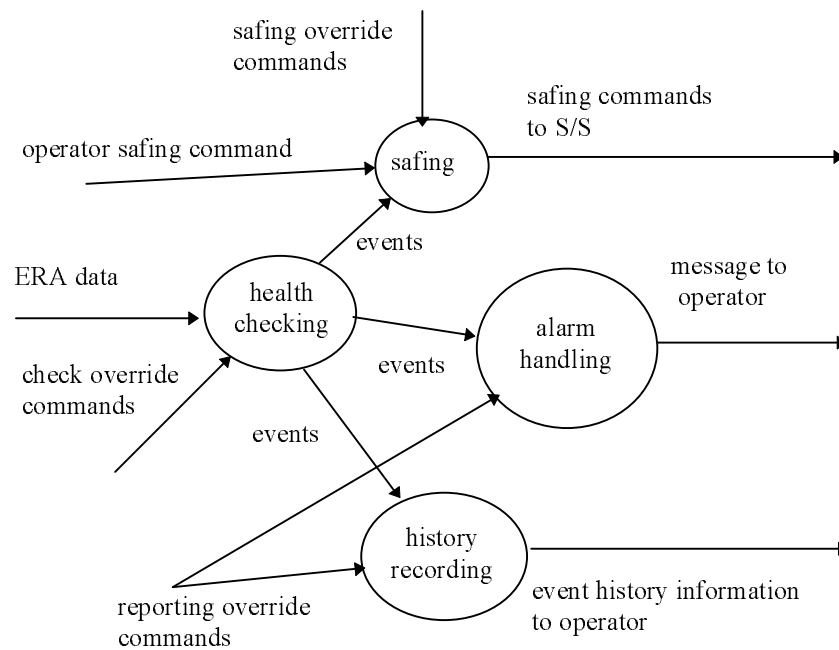 safing override
commands
safing commands
to S/S
operator safing command
safing
events
ERA data
health
checking
message to
operator
alarm
handling
events
check override
commands
events
history
recording
event history information
to operator
reporting override
commands